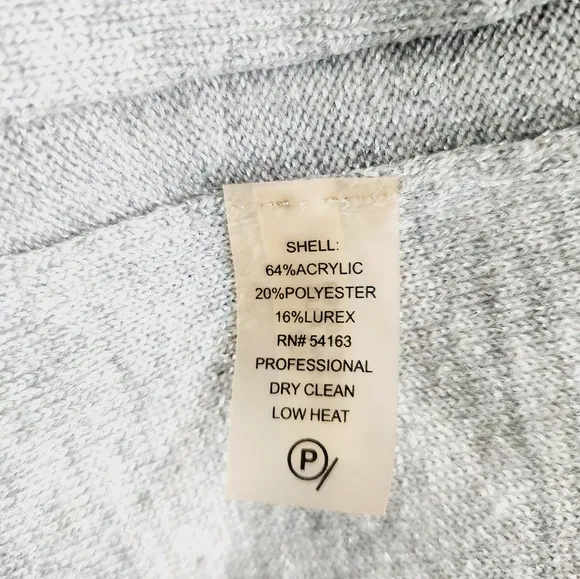 SHELL:
64%ACRYLIC
20%POLYESTER
16%LUREX
RN# 54163
PROFESSIONAL
DRY CLEAN
LOW HEAT
P